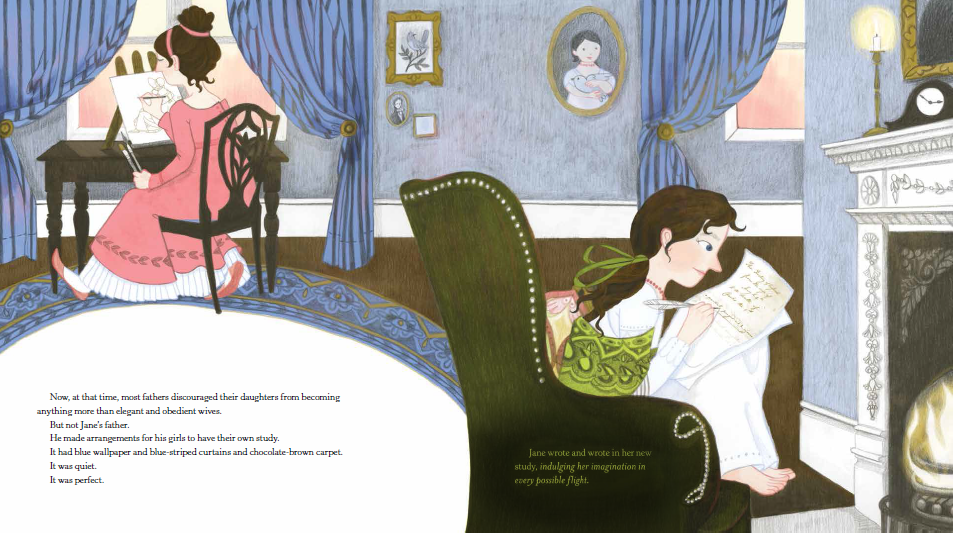 Now, at that time, most fathers discouraged their daughters from becoming
anything more than elegant and obedient wives.
But not Jane's father.
He made arrangements for his girls to have their own study.
It had blue wallpaper and blue-striped curtains and chocolate-brown carpet.
It was quiet.
It was perfect.
Jane wrote and wrote in her new
study, indulging her imagination in
every possible flight.